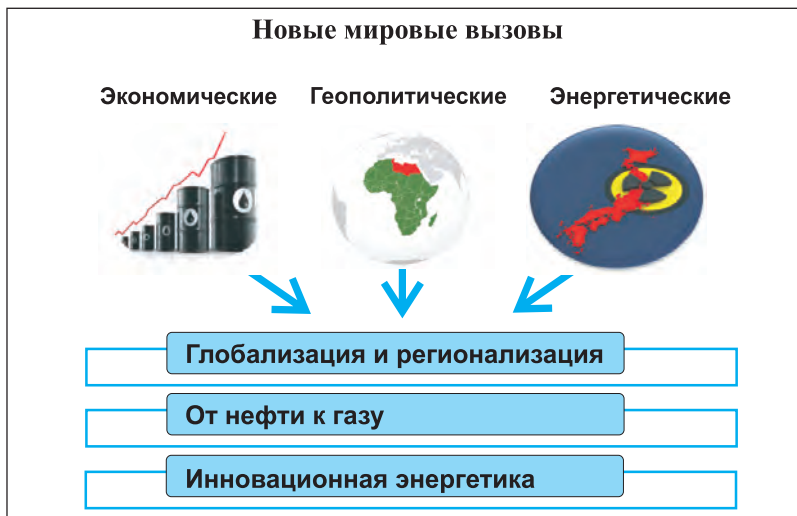 Новые мировые вызовы
Экономические Геополитические Энергетические
Глобализация и регионализация
От нефти к газу
Инновационная энергетика